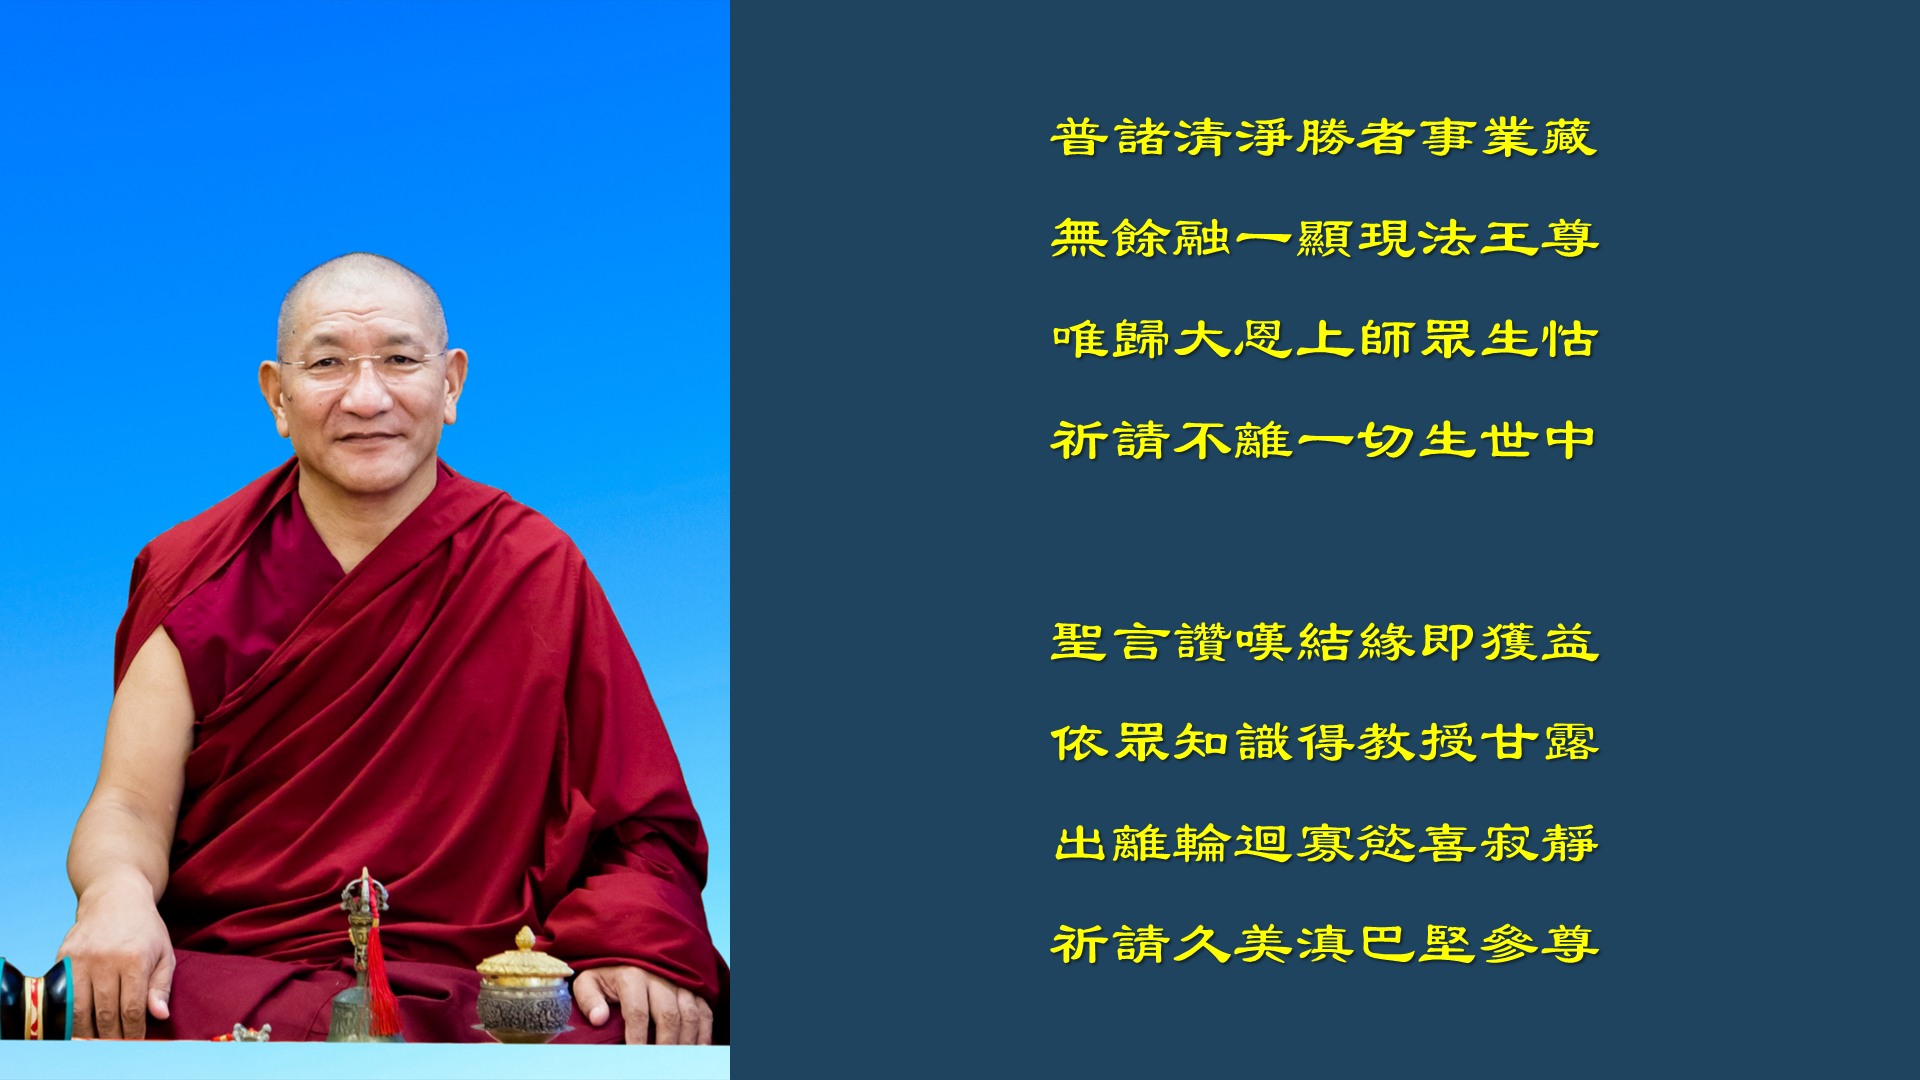 普諸清淨勝者事業藏
無餘融一顯現法王尊
唯歸大恩上師眾生怙
祈請不離一切生世中
聖言讚嘆結緣即獲益
依眾知識得教授甘露
出離輪迴寡慾喜寂靜
祈請久美滇巴堅參尊